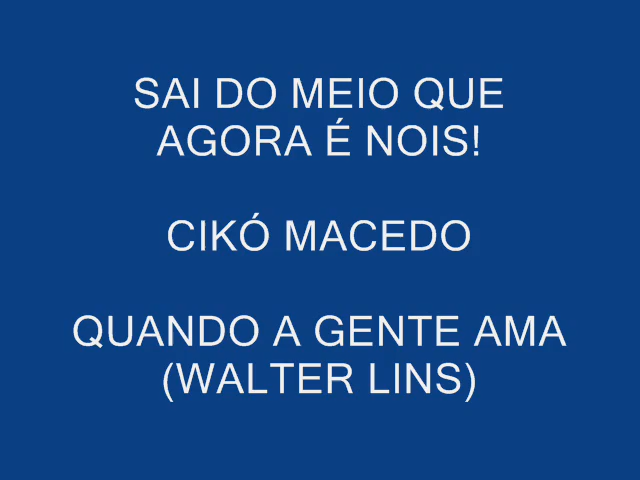 SAI DO MEIO QUE
AGORA É NOIS!
CIKÓ MACEDO
QUANDO A GENTE AMA
(WALTER LINS)